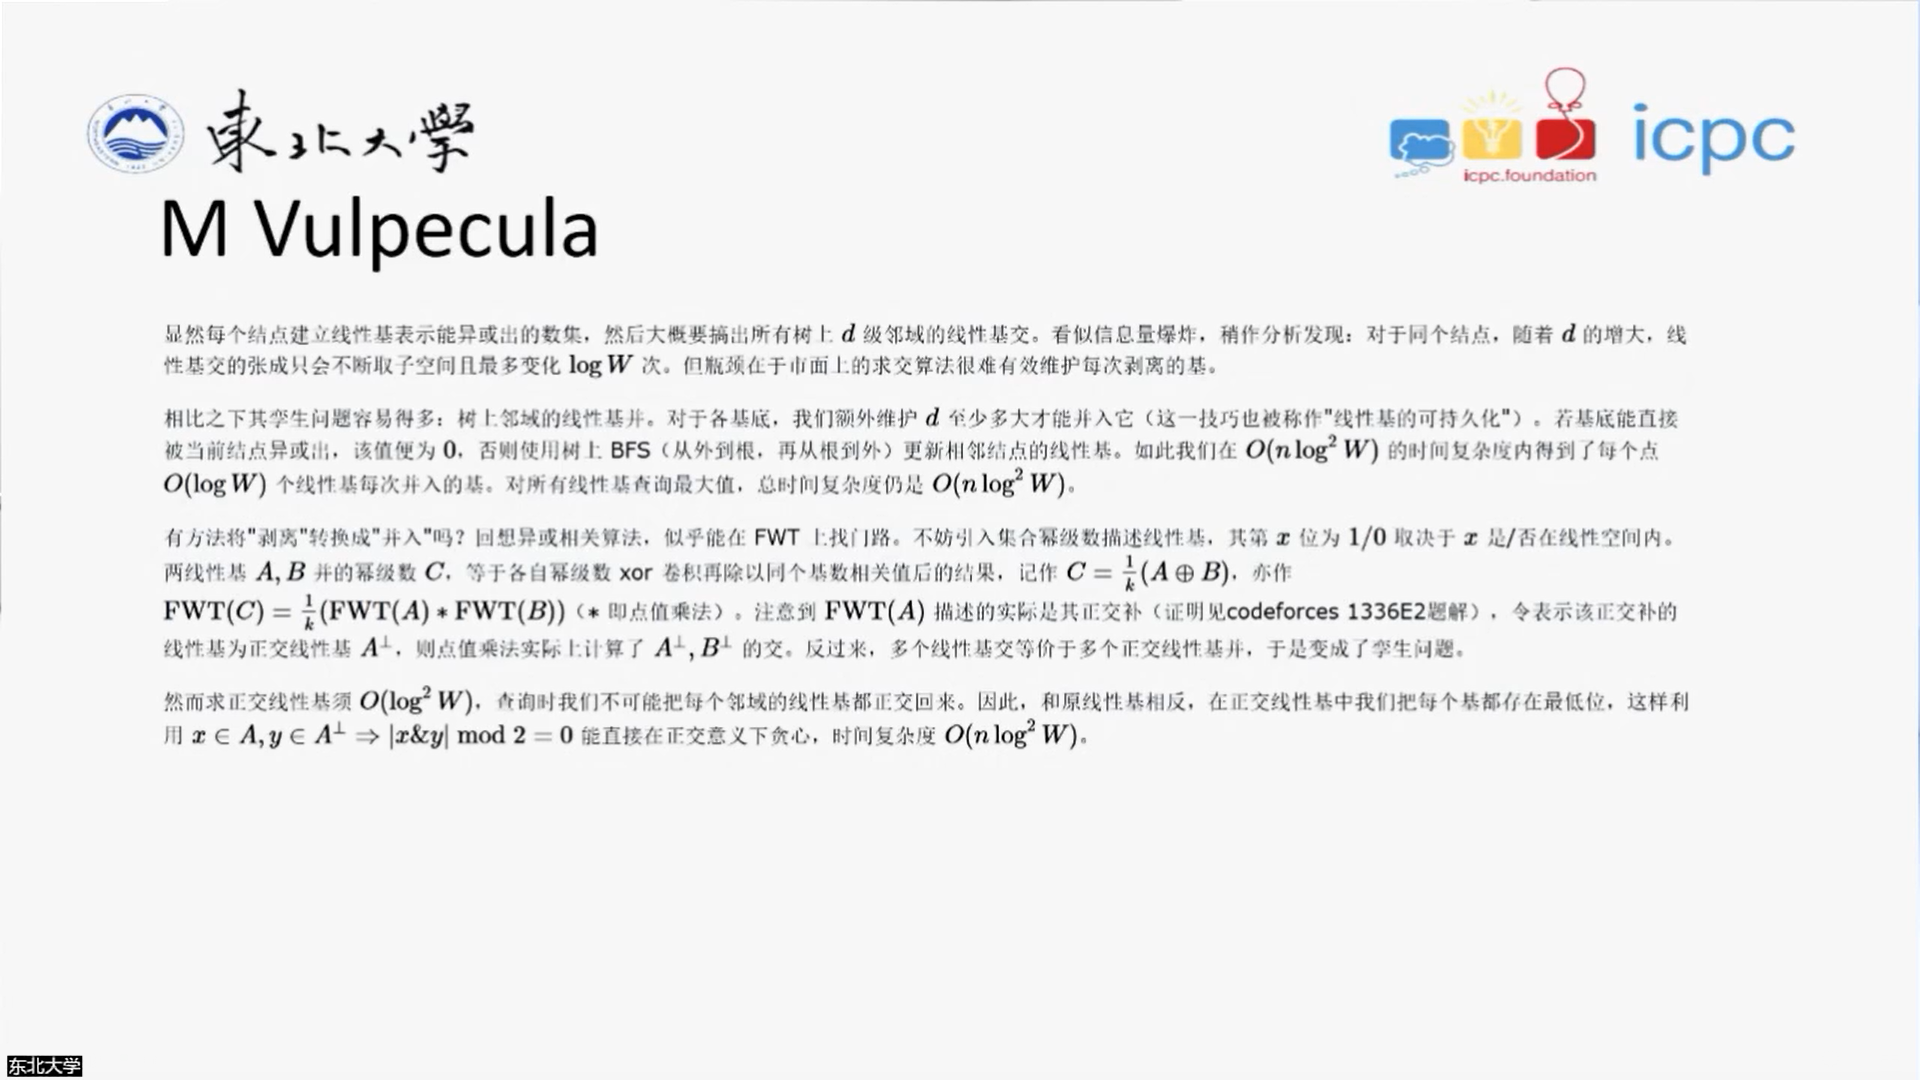 東北大學
icpc.foundation
icpc
M Vulpecula
显然每个结点建立线性基表示能异或出的数集，然后大概要搞出所有树上 d 级邻域的线性基交。看似信息量爆炸，稍作分析发现：对于同个结点，随着 d 的增大，线
性基交的张成只会不断取子空间且最多变化 log W 次。但瓶颈在于市面上的求交算法很难有效维护每次剥离的基。
相比之下其孪生问题容易得多：树上邻域的线性基并。对于各基底，我们额外维护 d 至少多大才能并入它（这一技巧也被称作"线性基的可持久化"）。若基底能直接
被当前结点异或出，该值便为 0，否则使用树上 BFS（从外到根，再从根到外）更新相邻结点的线性基。如此我们在 O(n log² W) 的时间复杂度内得到了每个点
O(log W) 个线性基每次并入的基。对所有线性基查询最大值，总时间复杂度仍是 O(n log² W)。
有方法将"剥离"转换成"并入"吗？回想异或相关算法，似乎能在 FWT 上找门路。不妨引入集合幂级数描述线性基，其第 x 位为 1/0 取决于 x 是/否在线性空间内。
两线性基 A, B 并的幂级数 C，等于各自幂级数 xor 卷积再除以同个基数相关值后的结果，记作 C = 1/k (A ⊕ B)，亦作
FWT(C) = 1/k (FWT(A) ∗ FWT(B))（∗ 即点值乘法）。注意到 FWT(A) 描述的实际是其正交补（证明见codeforces 1336E2题解），令表示该正交补的
线性基为正交线性基 A⊥，则点值乘法实际上计算了 A⊥, B⊥ 的交。反过来，多个线性基交等价于多个正交线性基并，于是变成了孪生问题。
然而求正交线性基须 O(log² W)，查询时我们不可能把每个邻域的线性基都正交回来。因此，和原线性基相反，在正交线性基中我们把每个基都存在最低位，这样利
用 x ∈ A, y ∈ A⊥ ⇒ |x&y| mod 2 = 0 能直接在正交意义下贪心，时间复杂度 O(n log² W)。
东北大学